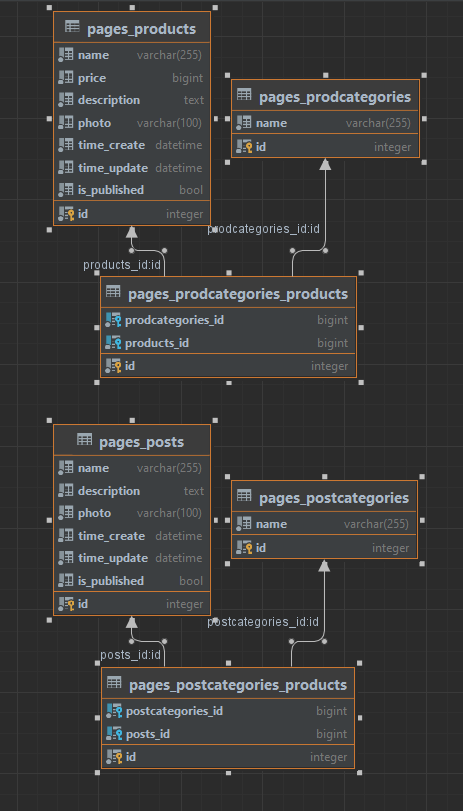 pages_products
name varchar(255)
price bigint
description text
photo varchar(100)
time_create datetime
time_update datetime
is_published bool
id integer
pages_prodcategories
name varchar(255)
id integer
prodcategories_id:id
products_id:id
pages_prodcategories_products
prodcategories_id bigint
products_id bigint
id integer
pages_posts
name varchar(255)
description text
photo varchar(100)
time_create datetime
time_update datetime
is_published bool
id integer
pages_postcategories
name varchar(255)
id integer
postcategories_id:id
posts_id:id
pages_postcategories_products
postcategories_id bigint
posts_id bigint
id integer